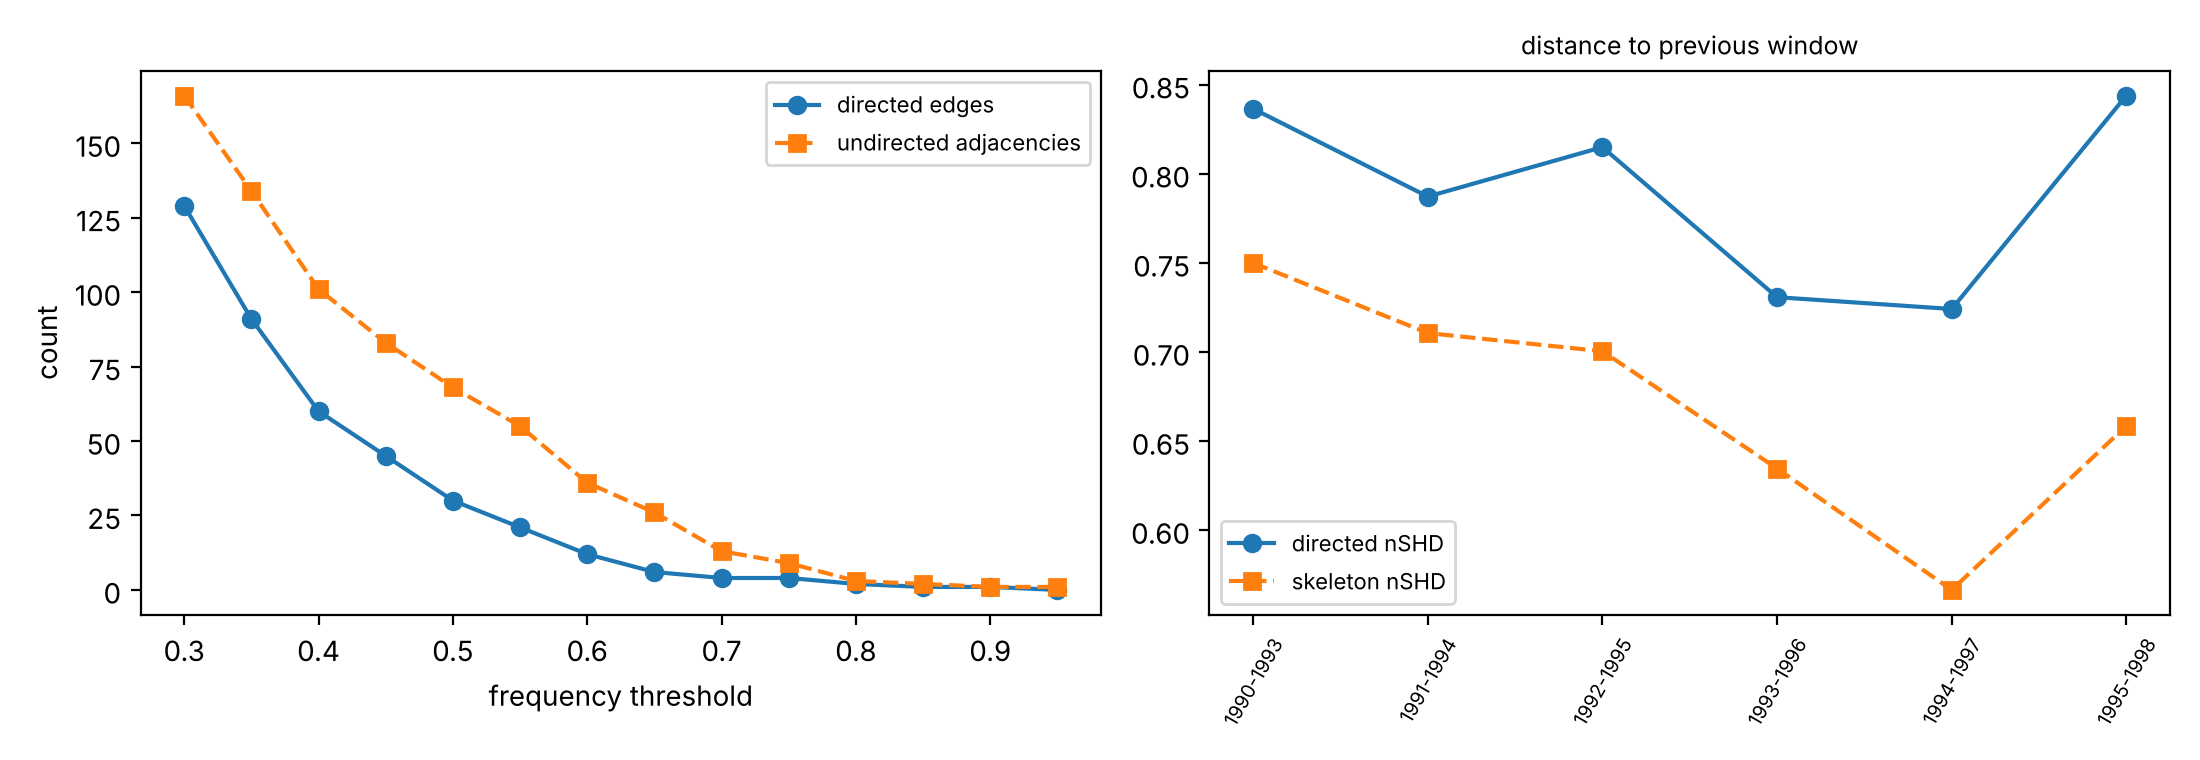 directed edges
undirected adjacencies
150
125
100
75
50
25
0
count
0.3 0.4 0.5 0.6 0.7 0.8 0.9
frequency threshold
distance to previous window
0.85
0.80
0.75
0.70
0.65
0.60
directed nSHD
skeleton nSHD
1990-1993 1991-1994 1992-1995 1993-1996 1994-1997 1995-1998